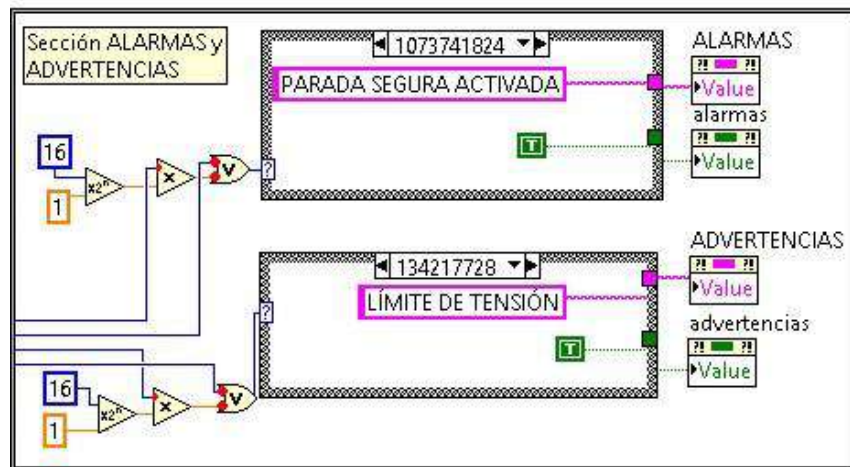 Sección ALARMAS y
ADVERTENCIAS
1073741824
PARADA SEGURA ACTIVADA
T
ALARMAS
?! ?!
Value
alarmas
?! ?!
Value
16
1
x2ⁿ
x
V
134217728
LÍMITE DE TENSIÓN
T
ADVERTENCIAS
?! ?!
Value
advertencias
?! ?!
Value
?
?
16
1
x2ⁿ
x
V